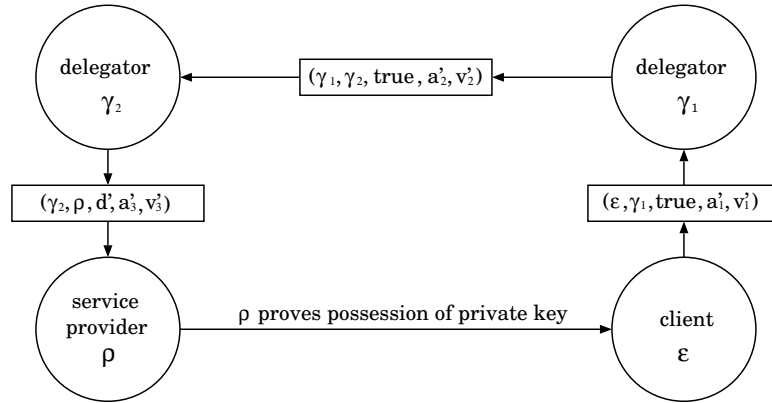 delegator
γ₂
(γ₁, γ₂, true, a'₂, v'₂)
delegator
γ₁
(γ₂, ρ, d', a'₃, v'₃)
(ε, γ₁, true, a'₁, v'₁)
service
provider
ρ
ρ proves possession of private key
client
ε